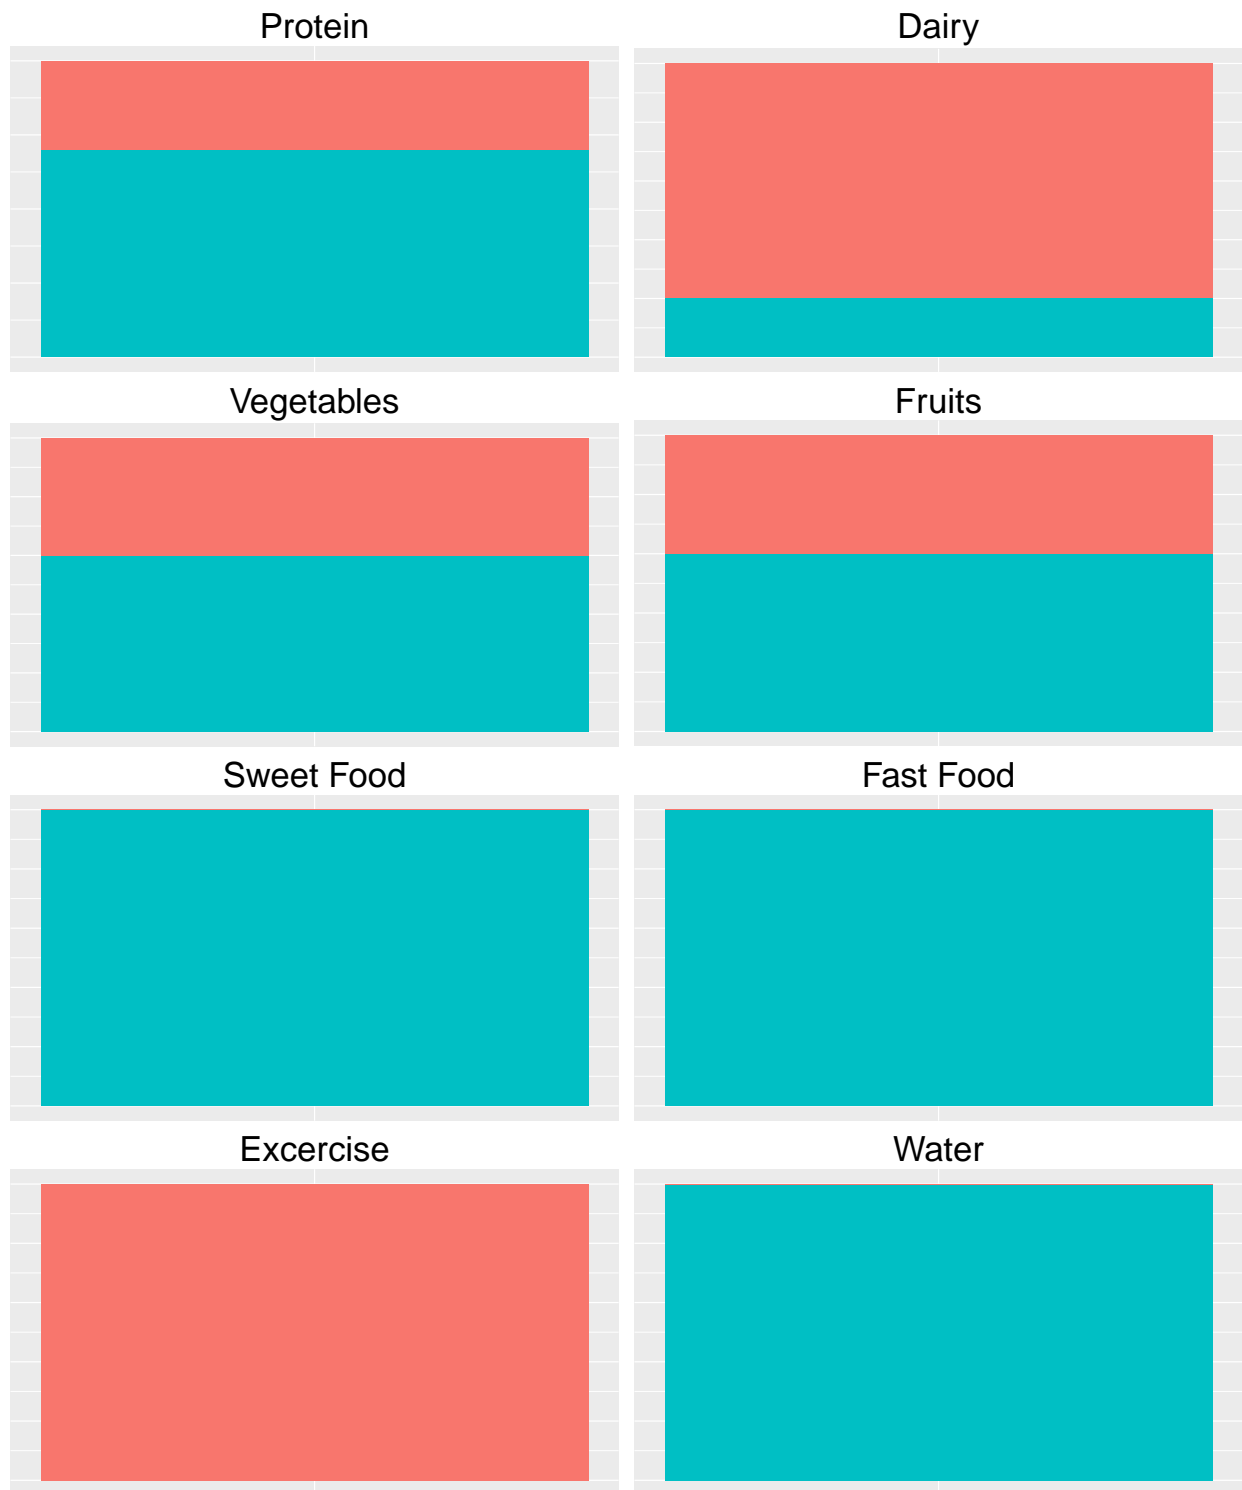 Protein
Dairy
Vegetables
Fruits
Sweet Food
Fast Food
Excercise
Water